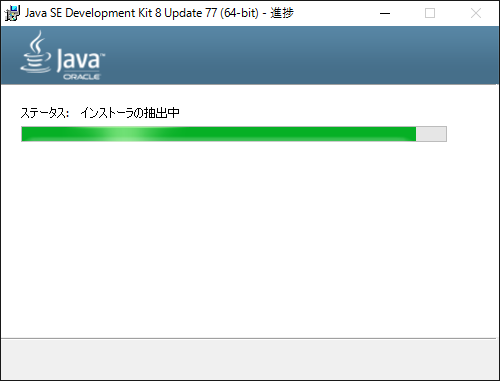 Java SE Development Kit 8 Update 77 (64-bit) - 進捗
Java™
ORACLE
ステータス: インストーラの抽出中